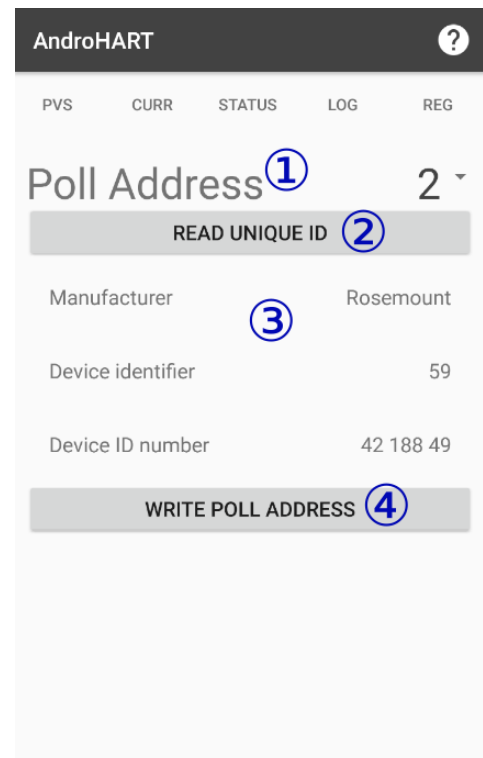 AndroHART ?
PVS CURR STATUS LOG REG
Poll Address ① 2
READ UNIQUE ID ②
Manufacturer ③ Rosemount
Device identifier 59
Device ID number 42 188 49
WRITE POLL ADDRESS ④